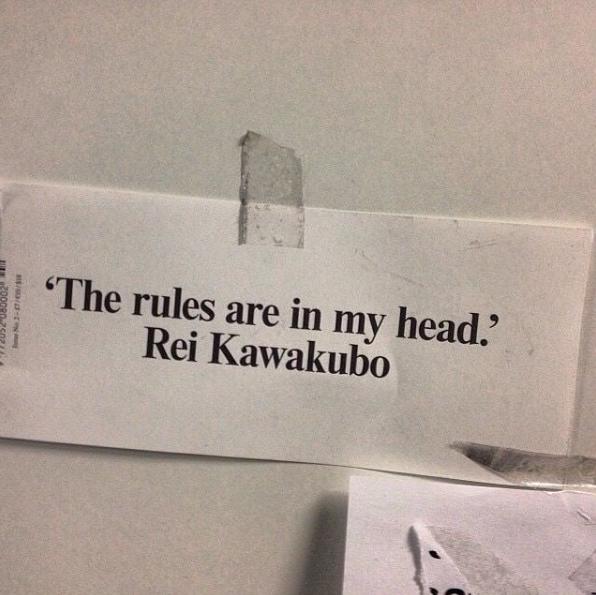 ‘The rules are in my head.’
Rei Kawakubo